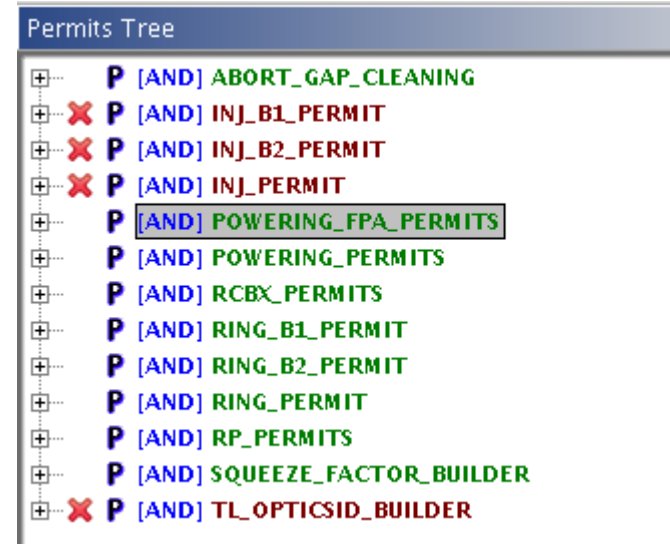 Permits Tree
P [AND] ABORT_GAP_CLEANING
P [AND] INJ_B1_PERMIT
P [AND] INJ_B2_PERMIT
P [AND] INJ_PERMIT
P [AND] POWERING_FPA_PERMITS
P [AND] POWERING_PERMITS
P [AND] RCBX_PERMITS
P [AND] RING_B1_PERMIT
P [AND] RING_B2_PERMIT
P [AND] RING_PERMIT
P [AND] RP_PERMITS
P [AND] SQUEEZE_FACTOR_BUILDER
P [AND] TL_OPTICSID_BUILDER